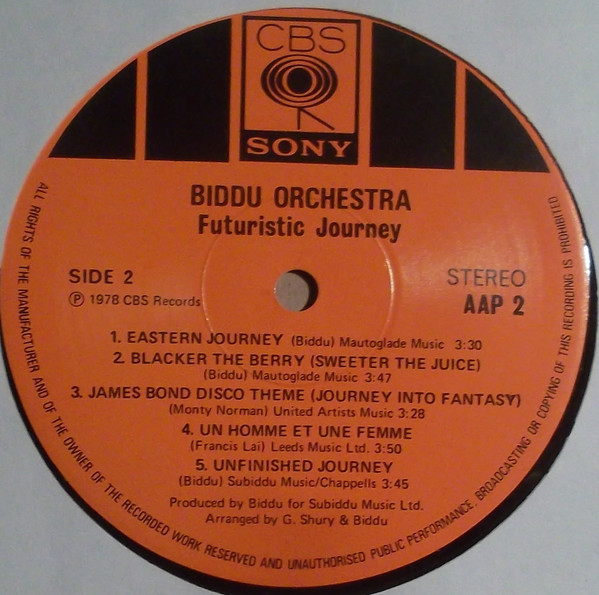 CBS
SONY
BIDDU ORCHESTRA
Futuristic Journey
SIDE 2
STEREO
℗ 1978 CBS Records
AAP 2
1. EASTERN JOURNEY (Biddu) Mautoglade Music 3:30
2. BLACKER THE BERRY (SWEETER THE JUICE)
(Biddu) Mautoglade Music 3:47
3. JAMES BOND DISCO THEME (JOURNEY INTO FANTASY)
(Monty Norman) United Artists Music 3:28
4. UN HOMME ET UNE FEMME
(Francis Lai) Leeds Music Ltd. 3:50
5. UNFINISHED JOURNEY
(Biddu) Subiddu Music/Chappells 3:45
Produced by Biddu for Subiddu Music Ltd.
Arranged by G. Shury & Biddu
ALL RIGHTS OF THE MANUFACTURER AND OF THE OWNER OF THE RECORDED WORK RESERVED AND UNAUTHORISED PUBLIC PERFORMANCE, BROADCASTING OR COPYING OF THIS RECORDING IS PROHIBITED